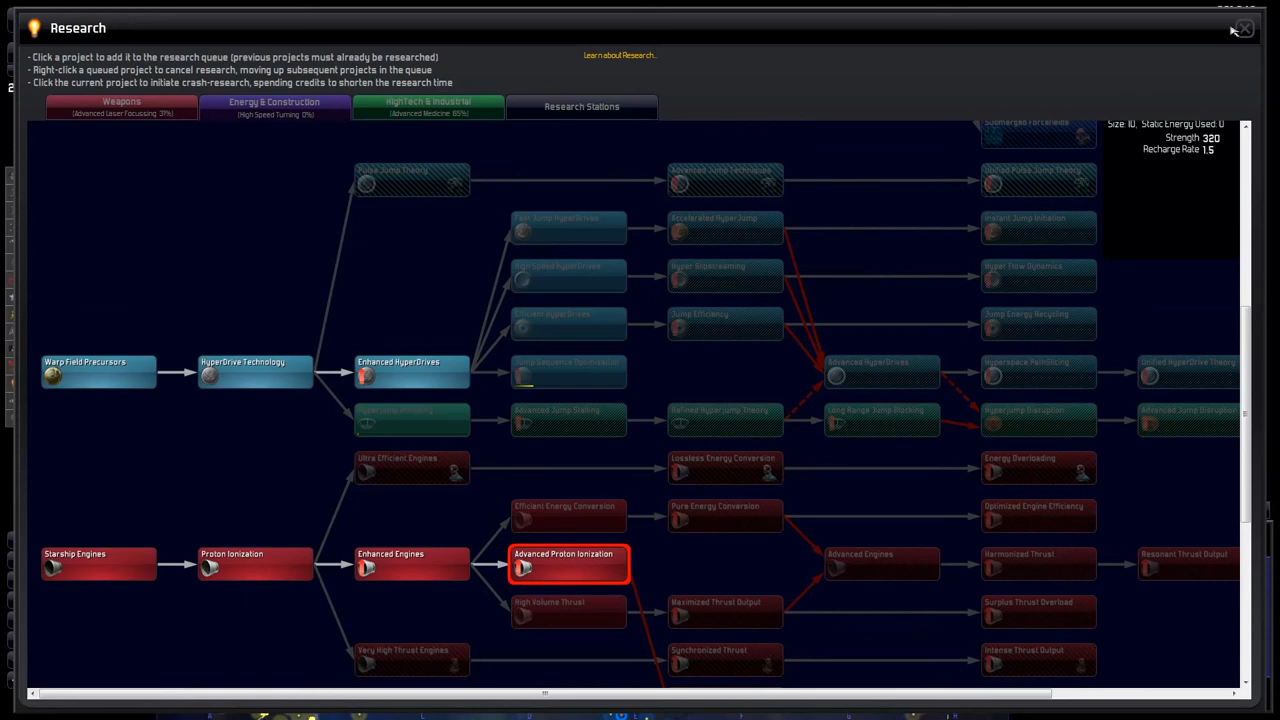 Research
- Click a project to add it to the research queue (previous projects must already be researched)
- Right-click a queued project to cancel research, moving up subsequent projects in the queue
- Click the current project to initiate crash-research, spending credits to shorten the research time
Learn about Research...
Weapons
(Advanced Laser Focussing 31%)
Energy & Construction
(High Speed Turning 0%)
HighTech & Industrial
(Advanced Medicine 65%)
Research Stations
Submerged Forcefields
Size: 10, Static Energy Used: 0
Strength 320
Recharge Rate 1.5
Pulse Jump Theory
Advanced Jump Techniques
Unified Pulse Jump Theory
Fast Jump HyperDrives
Accelerated HyperJump
Instant Jump Initiation
High Speed HyperDrives
Hyper Slipstreaming
Hyper Flow Dynamics
Efficient HyperDrives
Jump Efficiency
Jump Energy Recycling
Warp Field Precursors
HyperDrive Technology
Enhanced HyperDrives
Jump Sequence Optimisation
Advanced HyperDrives
Hyperspace PathSlicing
Unified HyperDrive Theory
Advanced Jump Stalling
Refined Hyperjump Theory
Long Range Jump Blocking
Hyperjump Disruption
Advanced Jump Disruption
Ultra Efficient Engines
Lossless Energy Conversion
Energy Overloading
Efficient Energy Conversion
Pure Energy Conversion
Optimized Engine Efficiency
Starship Engines
Proton Ionization
Enhanced Engines
Advanced Proton Ionization
Advanced Engines
Harmonized Thrust
Resonant Thrust Output
High Volume Thrust
Maximized Thrust Output
Surplus Thrust Overload
Very High Thrust Engines
Synchronized Thrust
Intense Thrust Output